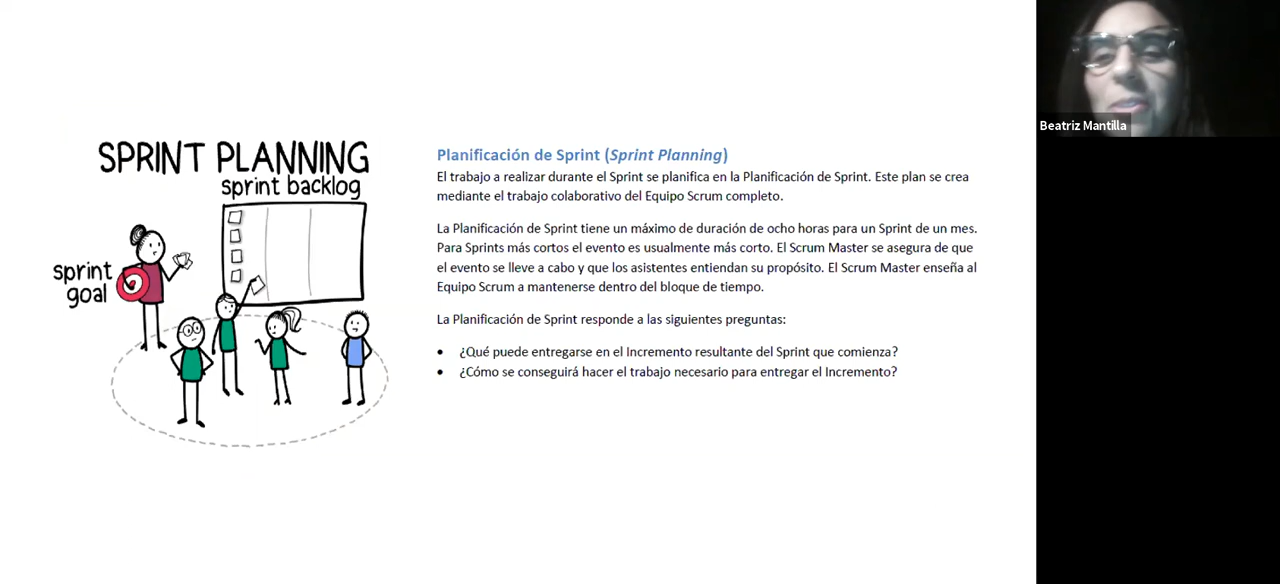 SPRINT PLANNING
sprint backlog
sprint
goal
Planificación de Sprint (Sprint Planning)
El trabajo a realizar durante el Sprint se planifica en la Planificación de Sprint. Este plan se crea
mediante el trabajo colaborativo del Equipo Scrum completo.
La Planificación de Sprint tiene un máximo de duración de ocho horas para un Sprint de un mes.
Para Sprints más cortos el evento es usualmente más corto. El Scrum Master se asegura de que
el evento se lleve a cabo y que los asistentes entiendan su propósito. El Scrum Master enseña al
Equipo Scrum a mantenerse dentro del bloque de tiempo.
La Planificación de Sprint responde a las siguientes preguntas:
• ¿Qué puede entregarse en el Incremento resultante del Sprint que comienza?
• ¿Cómo se conseguirá hacer el trabajo necesario para entregar el Incremento?
Beatriz Mantilla